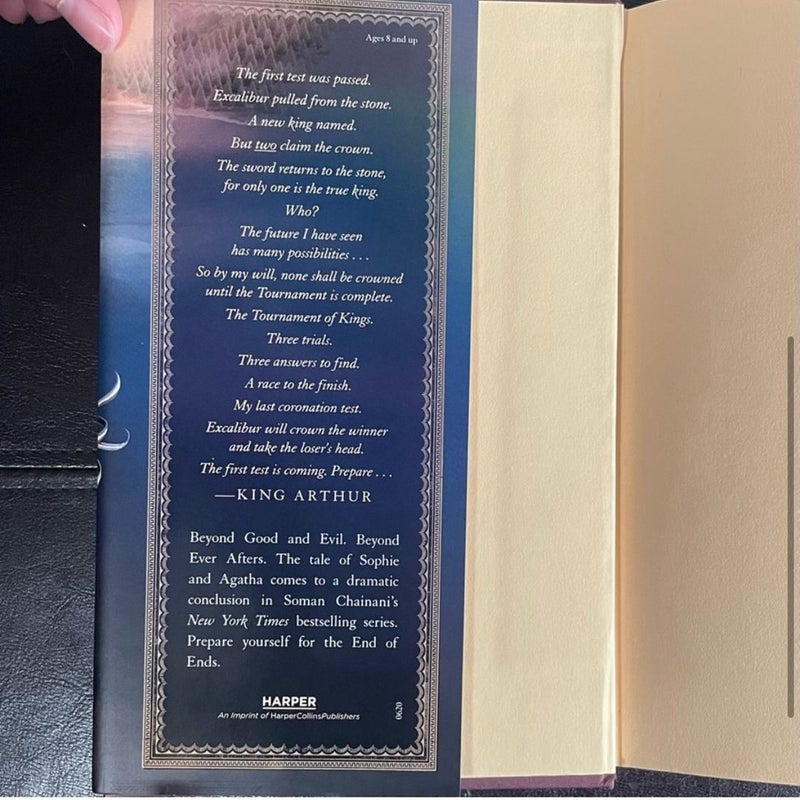 Ages 8 and up
The first test was passed.
Excalibur pulled from the stone.
A new king named.
But two claim the crown.
The sword returns to the stone,
for only one is the true king.
Who?
The future I have seen
has many possibilities . . .
So by my will, none shall be crowned
until the Tournament is complete.
The Tournament of Kings.
Three trials.
Three answers to find.
A race to the finish.
My last coronation test.
Excalibur will crown the winner
and take the loser's head.
The first test is coming. Prepare . . .
—KING ARTHUR
Beyond Good and Evil. Beyond
Ever Afters. The tale of Sophie
and Agatha comes to a dramatic
conclusion in Soman Chainani's
New York Times bestselling series.
Prepare yourself for the End of
Ends.
HARPER
An Imprint of HarperCollinsPublishers
0620